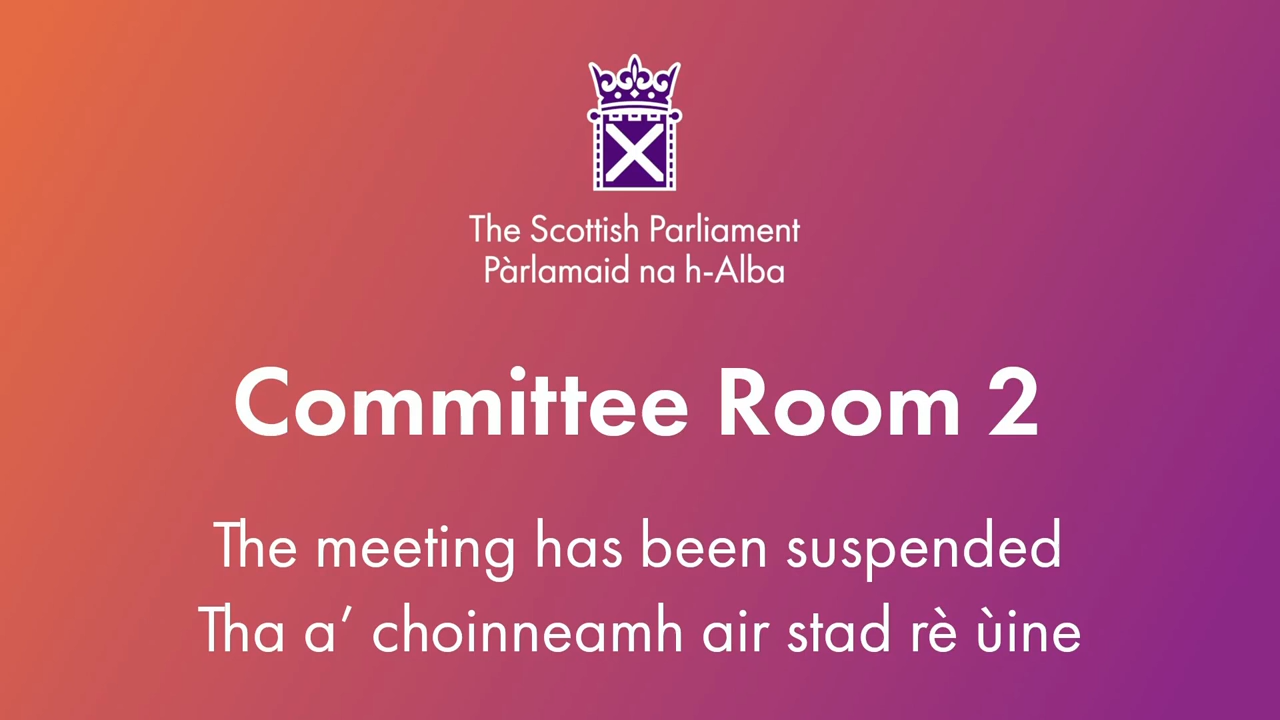 The Scottish Parliament
Pàrlamaid na h-Alba
Committee Room 2
The meeting has been suspended
Tha a’ choinneamh air stad rè ùine